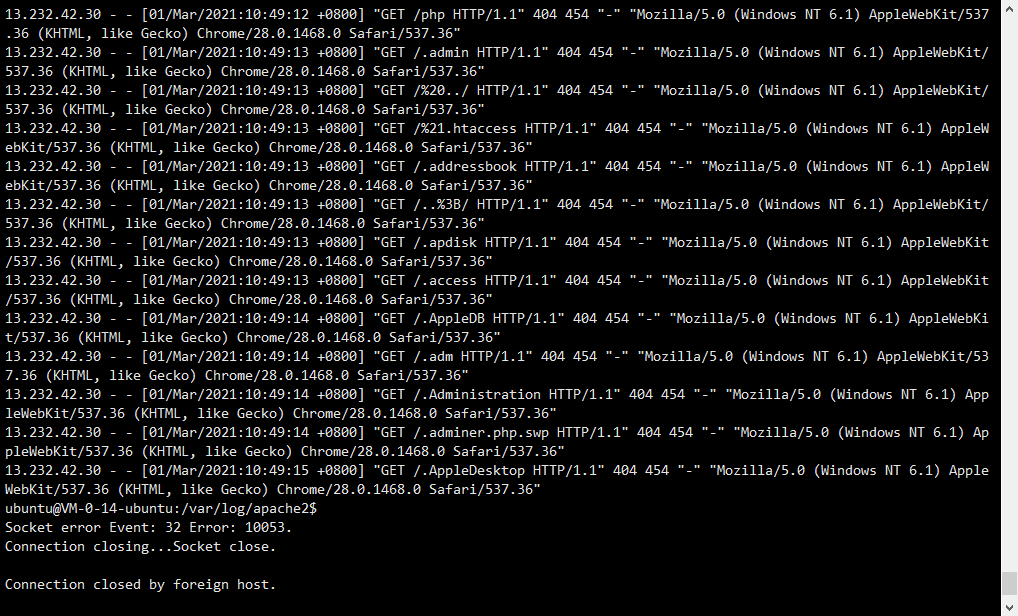 13.232.42.30 - - [01/Mar/2021:10:49:12 +0800] "GET /php HTTP/1.1" 404 454 "-" "Mozilla/5.0 (Windows NT 6.1) AppleWebKit/537
.36 (KHTML, like Gecko) Chrome/28.0.1468.0 Safari/537.36"
13.232.42.30 - - [01/Mar/2021:10:49:13 +0800] "GET /.admin HTTP/1.1" 404 454 "-" "Mozilla/5.0 (Windows NT 6.1) AppleWebKit/
537.36 (KHTML, like Gecko) Chrome/28.0.1468.0 Safari/537.36"
13.232.42.30 - - [01/Mar/2021:10:49:13 +0800] "GET /%20../ HTTP/1.1" 404 454 "-" "Mozilla/5.0 (Windows NT 6.1) AppleWebKit/
537.36 (KHTML, like Gecko) Chrome/28.0.1468.0 Safari/537.36"
13.232.42.30 - - [01/Mar/2021:10:49:13 +0800] "GET /%21.htaccess HTTP/1.1" 404 454 "-" "Mozilla/5.0 (Windows NT 6.1) AppleW
ebKit/537.36 (KHTML, like Gecko) Chrome/28.0.1468.0 Safari/537.36"
13.232.42.30 - - [01/Mar/2021:10:49:13 +0800] "GET /.addressbook HTTP/1.1" 404 454 "-" "Mozilla/5.0 (Windows NT 6.1) AppleW
ebKit/537.36 (KHTML, like Gecko) Chrome/28.0.1468.0 Safari/537.36"
13.232.42.30 - - [01/Mar/2021:10:49:13 +0800] "GET /..%3B/ HTTP/1.1" 404 454 "-" "Mozilla/5.0 (Windows NT 6.1) AppleWebKit/
537.36 (KHTML, like Gecko) Chrome/28.0.1468.0 Safari/537.36"
13.232.42.30 - - [01/Mar/2021:10:49:13 +0800] "GET /.apdisk HTTP/1.1" 404 454 "-" "Mozilla/5.0 (Windows NT 6.1) AppleWebKit
/537.36 (KHTML, like Gecko) Chrome/28.0.1468.0 Safari/537.36"
13.232.42.30 - - [01/Mar/2021:10:49:13 +0800] "GET /.access HTTP/1.1" 404 454 "-" "Mozilla/5.0 (Windows NT 6.1) AppleWebKit
/537.36 (KHTML, like Gecko) Chrome/28.0.1468.0 Safari/537.36"
13.232.42.30 - - [01/Mar/2021:10:49:14 +0800] "GET /.AppleDB HTTP/1.1" 404 454 "-" "Mozilla/5.0 (Windows NT 6.1) AppleWebKi
t/537.36 (KHTML, like Gecko) Chrome/28.0.1468.0 Safari/537.36"
13.232.42.30 - - [01/Mar/2021:10:49:14 +0800] "GET /.adm HTTP/1.1" 404 454 "-" "Mozilla/5.0 (Windows NT 6.1) AppleWebKit/53
7.36 (KHTML, like Gecko) Chrome/28.0.1468.0 Safari/537.36"
13.232.42.30 - - [01/Mar/2021:10:49:14 +0800] "GET /.Administration HTTP/1.1" 404 454 "-" "Mozilla/5.0 (Windows NT 6.1) App
leWebKit/537.36 (KHTML, like Gecko) Chrome/28.0.1468.0 Safari/537.36"
13.232.42.30 - - [01/Mar/2021:10:49:14 +0800] "GET /.adminer.php.swp HTTP/1.1" 404 454 "-" "Mozilla/5.0 (Windows NT 6.1) Ap
pleWebKit/537.36 (KHTML, like Gecko) Chrome/28.0.1468.0 Safari/537.36"
13.232.42.30 - - [01/Mar/2021:10:49:15 +0800] "GET /.AppleDesktop HTTP/1.1" 404 454 "-" "Mozilla/5.0 (Windows NT 6.1) Apple
WebKit/537.36 (KHTML, like Gecko) Chrome/28.0.1468.0 Safari/537.36"
ubuntu@VM-0-14-ubuntu:/var/log/apache2$
Socket error Event: 32 Error: 10053.
Connection closing...Socket close.
Connection closed by foreign host.